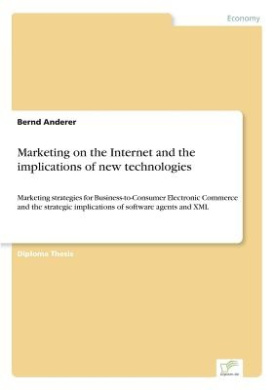 Economy
Bernd Anderer
Marketing on the Internet and the
implications of new technologies
Marketing strategies for Business-to-Consumer Electronic Commerce
and the strategic implications of software agents and XML
Diploma Thesis